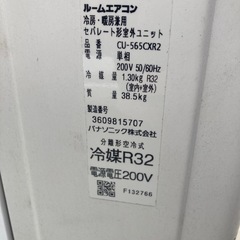 ルームエアコン
冷房・暖房兼用
セパレート形室外ユニット
品番 CU-565CXR2
電源 単相
200V 50/60Hz
冷媒量 1.30kg R32
(室内+室外)
質量 38.5kg
製造番号
3609815707
パナソニック株式会社
分離形空冷式
冷媒R32
電源電圧200V
F132766